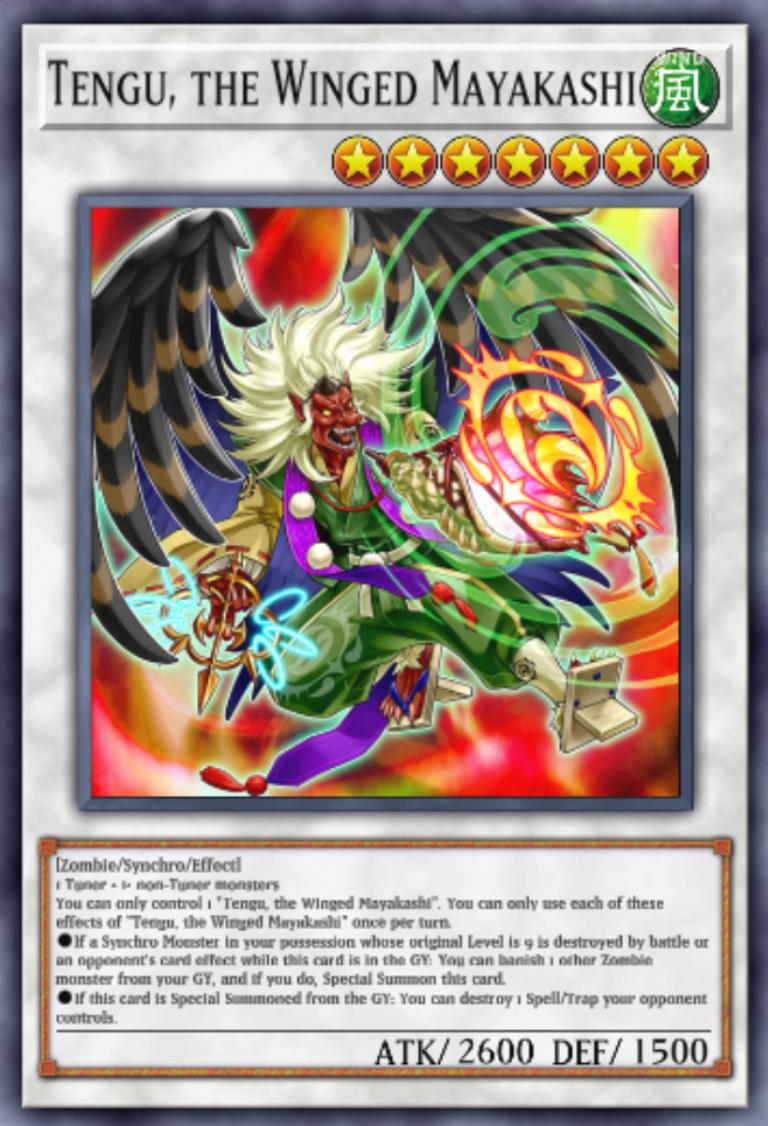 TENGU, THE WINGED MAYAKASHI
WIND
風
[Zombie/Synchro/Effect]
1 Tuner + 1+ non-Tuner monsters
You can only control 1 "Tengu, the Winged Mayakashi". You can only use each of these
effects of "Tengu, the Winged Mayakashi" once per turn.
●If a Synchro Monster in your possession whose original Level is 9 is destroyed by battle or
an opponent's card effect while this card is in the GY: You can banish 1 other Zombie
monster from your GY, and if you do, Special Summon this card.
●If this card is Special Summoned from the GY: You can destroy 1 Spell/Trap your opponent
controls.
ATK/ 2600 DEF/ 1500